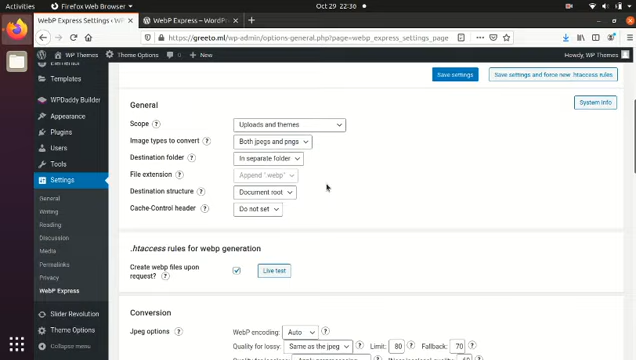 Activities Firefox Web Browser Oct 29 22:36
WebP Express Settings ‹ WebP Express – WordPr
https://greeto.ml/wp-admin/options-general.php?page=webp_express_settings_page
WP Themes Theme Options 0 + New Howdy, WP Themes
Templates
WPDaddy Builder
Appearance
Plugins
Users
Tools
Settings
General
Writing
Reading
Discussion
Media
Permalinks
Privacy
WebP Express
Slider Revolution
Theme Options
Collapse menu
Save settings Save settings and force new .htaccess rules
General System info
Scope ? Uploads and themes
Image types to convert ? Both jpegs and pngs
Destination folder ? In separate folder
File extension ? Append ".webp"
Destination structure ? Document root
Cache-Control header ? Do not set
.htaccess rules for webp generation
Create webp files upon
request? ? Live test
Conversion
Jpeg options ? WebP encoding: Auto ?
Quality for lossy: Same as the jpeg Limit: 80 ? Fallback: 70 ?